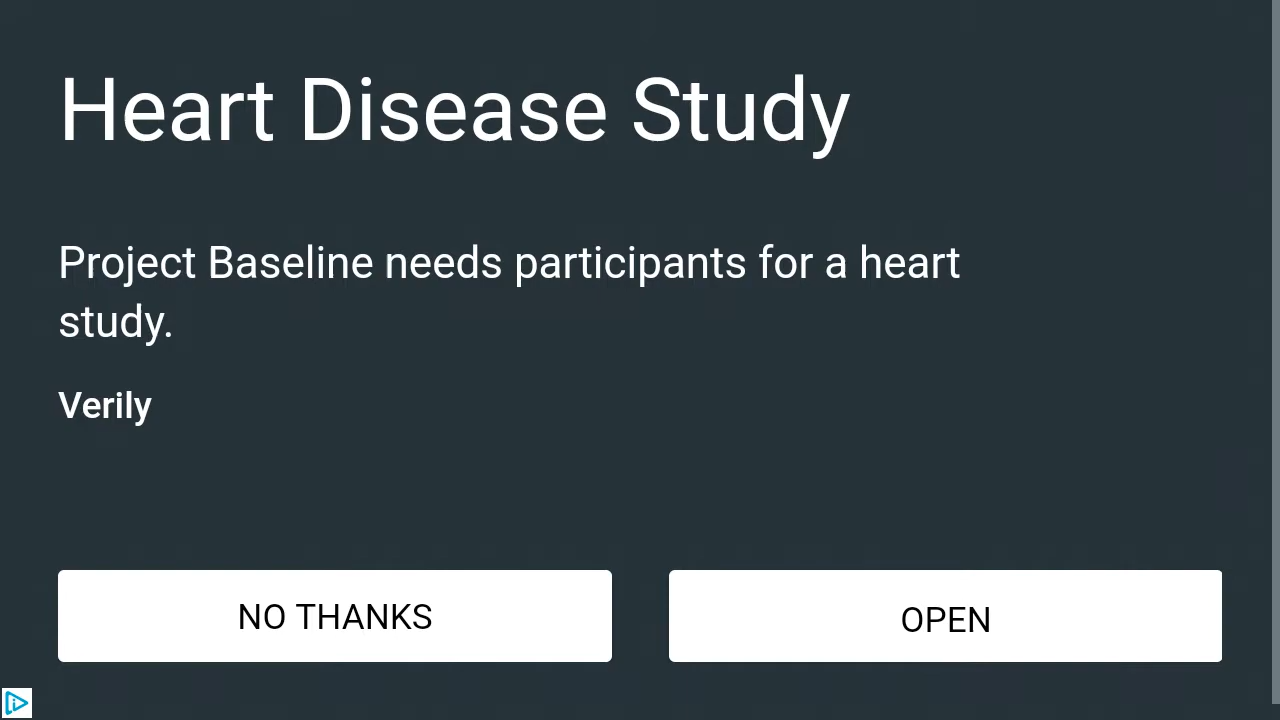 Heart Disease Study
Project Baseline needs participants for a heart
study.
Verily
NO THANKS
OPEN